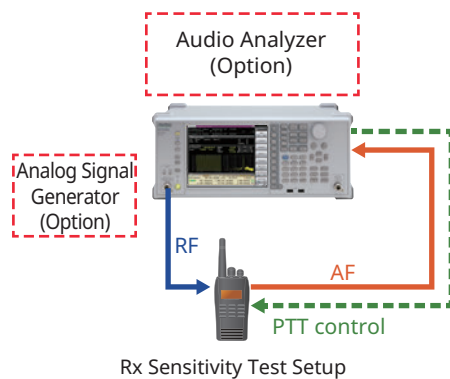 Audio Analyzer
(Option)
Analog Signal
Generator
(Option)
RF
AF
PTT control
Rx Sensitivity Test Setup